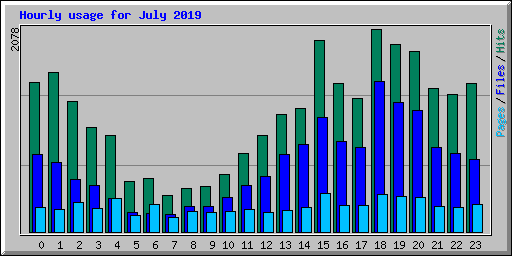 Hourly usage for July 2019
2078
Pages/Files/Hits
0 1 2 3 4 5 6 7 8 9 10 11 12 13 14 15 16 17 18 19 20 21 22 23